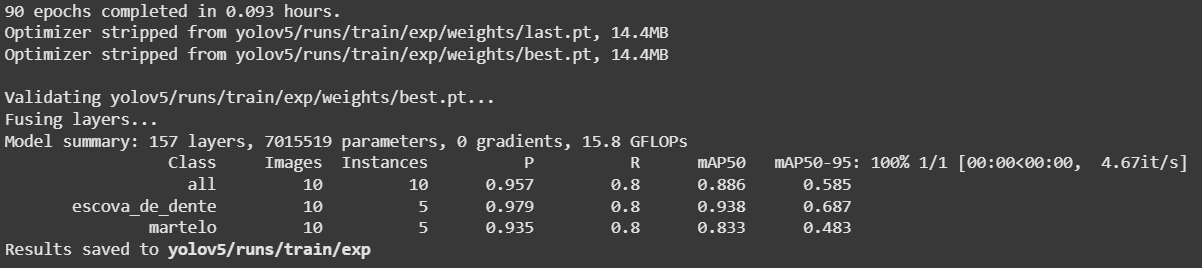 90 epochs completed in 0.093 hours.
Optimizer stripped from yolov5/runs/train/exp/weights/last.pt, 14.4MB
Optimizer stripped from yolov5/runs/train/exp/weights/best.pt, 14.4MB
Validating yolov5/runs/train/exp/weights/best.pt...
Fusing layers...
Model summary: 157 layers, 7015519 parameters, 0 gradients, 15.8 GFLOPs
Class Images Instances P R mAP50 mAP50-95: 100% 1/1 [00:00<00:00, 4.67it/s]
all 10 10 0.957 0.8 0.886 0.585
escova_de_dente 10 5 0.979 0.8 0.938 0.687
martelo 10 5 0.935 0.8 0.833 0.483
Results saved to yolov5/runs/train/exp